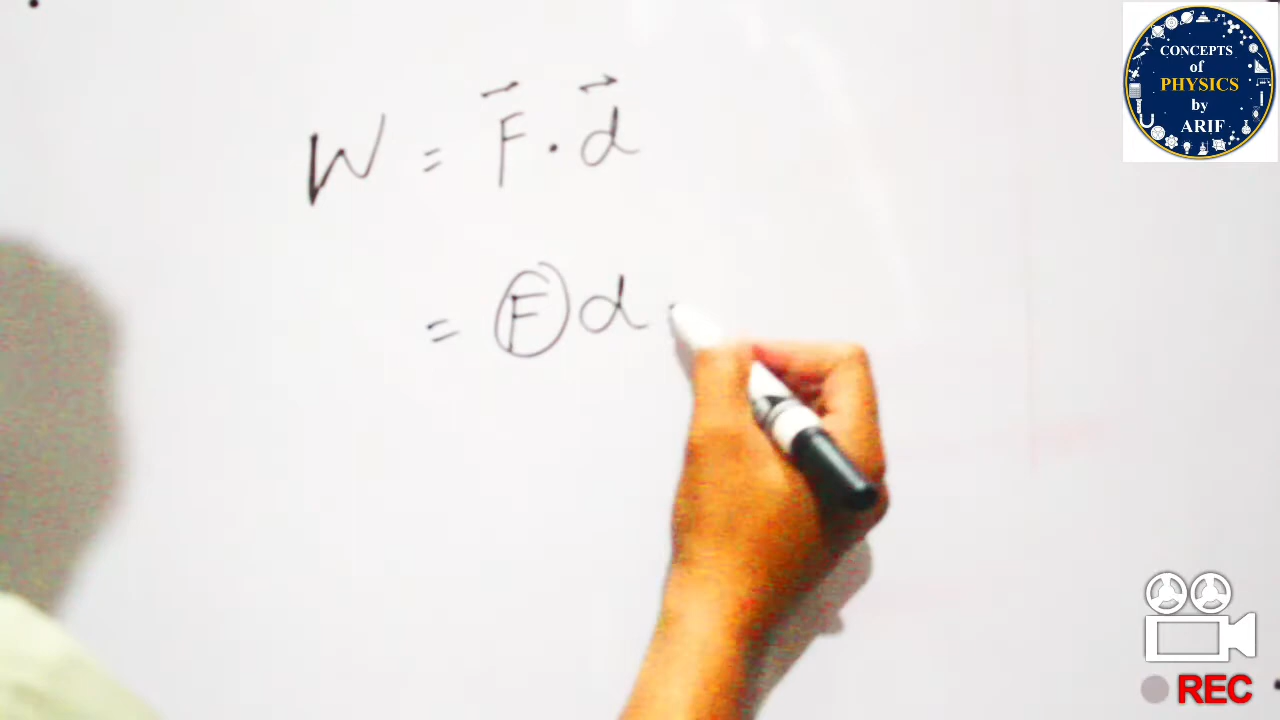 CONCEPTS
of
PHYSICS
by
ARIF
W = F⃗ · d⃗
= F d
REC